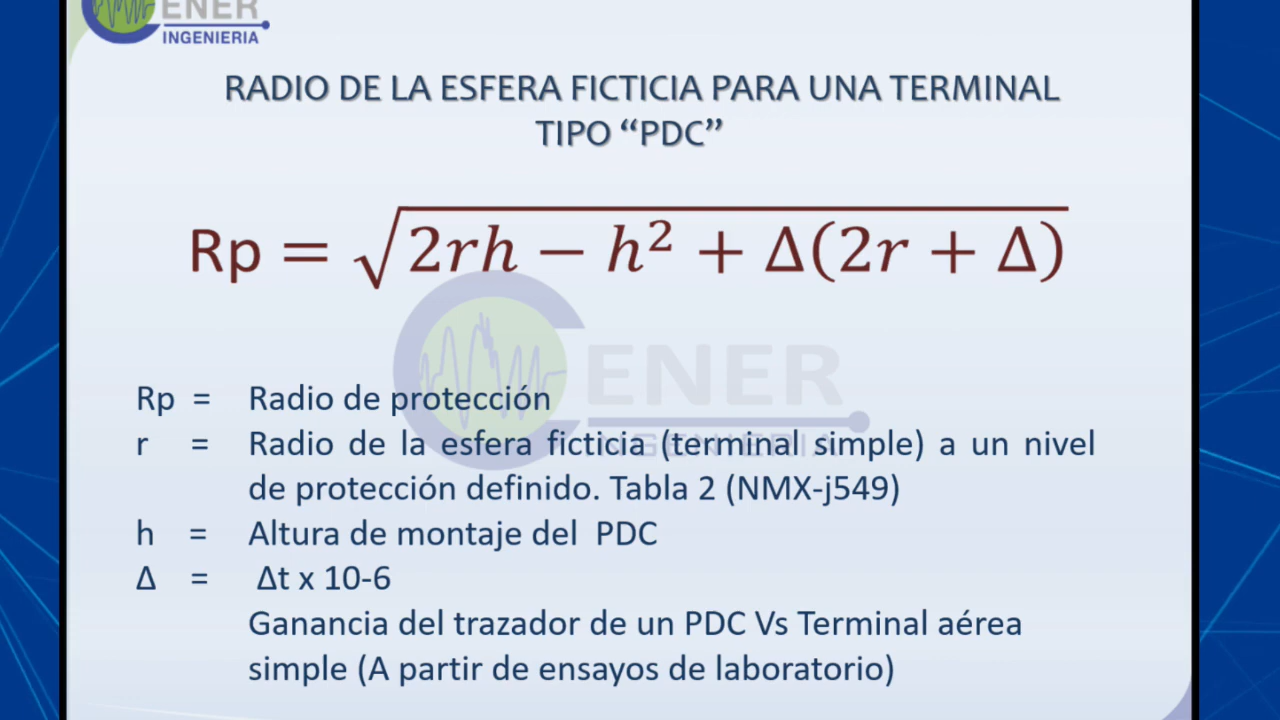 ENER
INGENIERIA
RADIO DE LA ESFERA FICTICIA PARA UNA TERMINAL
TIPO “PDC”
Rp = √2rh − h² + Δ(2r + Δ)
ENER
INGENIERIA
Rp = Radio de protección
r = Radio de la esfera ficticia (terminal simple) a un nivel
de protección definido. Tabla 2 (NMX-j549)
h = Altura de montaje del PDC
Δ = Δt x 10-6
Ganancia del trazador de un PDC Vs Terminal aérea
simple (A partir de ensayos de laboratorio)